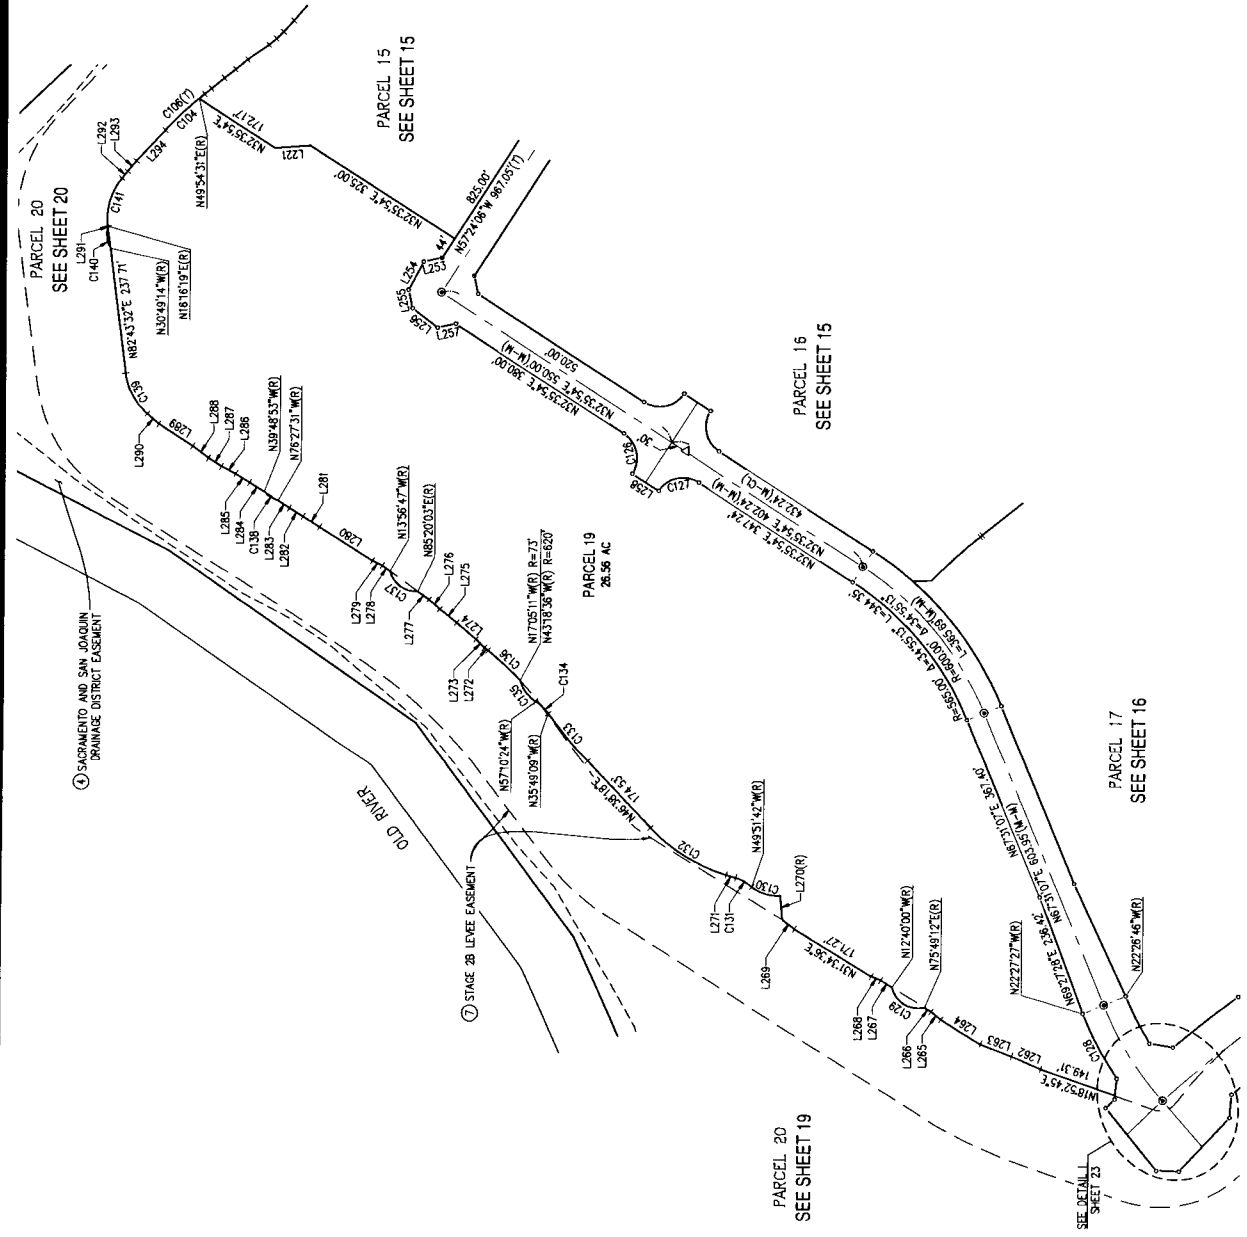 PARCEL 20
SEE SHEET 20
PARCEL 15
SEE SHEET 15
④ SACRAMENTO AND SAN JOAQUIN
DRAINAGE DISTRICT EASEMENT
L292
L293
L294
C106(T)
C104
C141
L291
C140
N49°54'31"E(R)
N32°35'54"E
172.17'
L221
N32°35'54"E 325.00'
N30°49'14"W(R)
N16°16'19"E(R)
N82°43'32"E 237.71'
C139
L290
L289
L288
L287
L286
L285
L284
C138
L283
L282
N39°48'53"W(R)
N76°27'31"W(R)
L281
L280
L279
L278
C137
L277
N13°56'47"W(R)
N85°20'03"E(R)
L276
L275
L274
L273
L272
C136
C135
N17°05'11"W(R) R=73'
N43°18'36"W(R) R=620'
C134
C133
N57°10'24"W(R)
N35°49'09"W(R)
PARCEL 19
26.56 AC
825.00'
N57°24'06"W 967.05'(T)
44'
L253
L254
L255
L256
L257
N32°35'54"E 380.00'
N32°35'54"E 550.00'(M-M)
520.00'
PARCEL 16
SEE SHEET 15
30'
C126
L258
C127
432.24'(M-CL)
N32°35'54"E 402.24'(M-M)
N32°35'54"E 347.24'
OLD RIVER
⑦ STAGE 2B LEVEE EASEMENT
N46°38'18"E
174.53'
C132
L271
C131
N49°51'42"W(R)
C130
L270(R)
L269
171.27'
N31°34'36"E
L268
L267
N12°40'00"W(R)
C129
N75°49'12"E(R)
L266
L265
L264
L263
L262
149.31'
N18°52'45"E
R=565.00' Δ=34°55'13" L=344.35'
R=600.00' Δ=34°55'13"
L=365.69'(M-M)
N67°31'07"E 367.40'
N67°31'07"E 603.95'(M-M)
N69°27'28"E 236.42'
N22°27'27"W(R)
N22°26'46"W(R)
C128
PARCEL 17
SEE SHEET 16
PARCEL 20
SEE SHEET 19
SEE DETAIL
SHEET 23